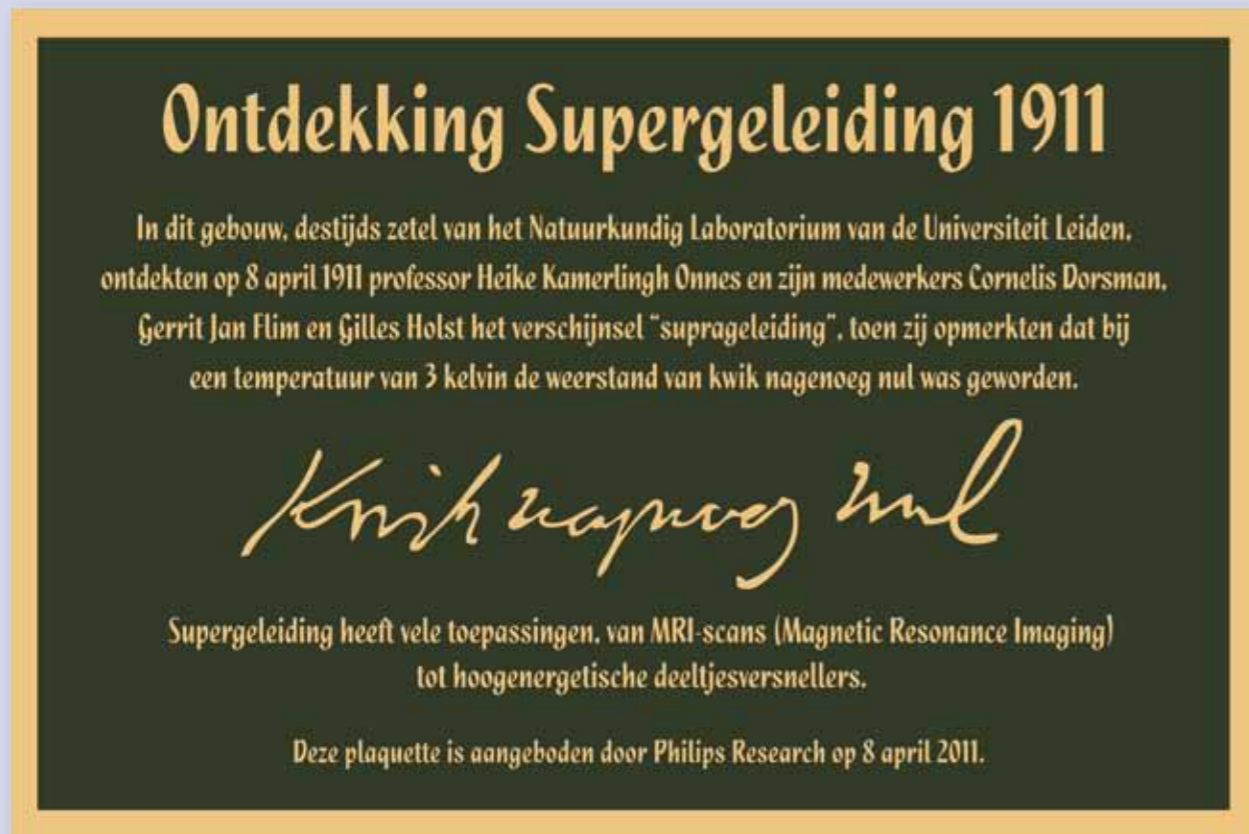 Ontdekking Supergeleiding 1911
In dit gebouw, destijds zetel van het Natuurkundig Laboratorium van de Universiteit Leiden,
ontdekten op 8 april 1911 professor Heike Kamerlingh Onnes en zijn medewerkers Cornelis Dorsman,
Gerrit Jan Flim en Gilles Holst het verschijnsel "suprageleiding", toen zij opmerkten dat bij
een temperatuur van 3 kelvin de weerstand van kwik nagenoeg nul was geworden.
Kwik nagenoeg nul
Supergeleiding heeft vele toepassingen, van MRI-scans (Magnetic Resonance Imaging)
tot hoogenergetische deeltjesversnellers.
Deze plaquette is aangeboden door Philips Research op 8 april 2011.